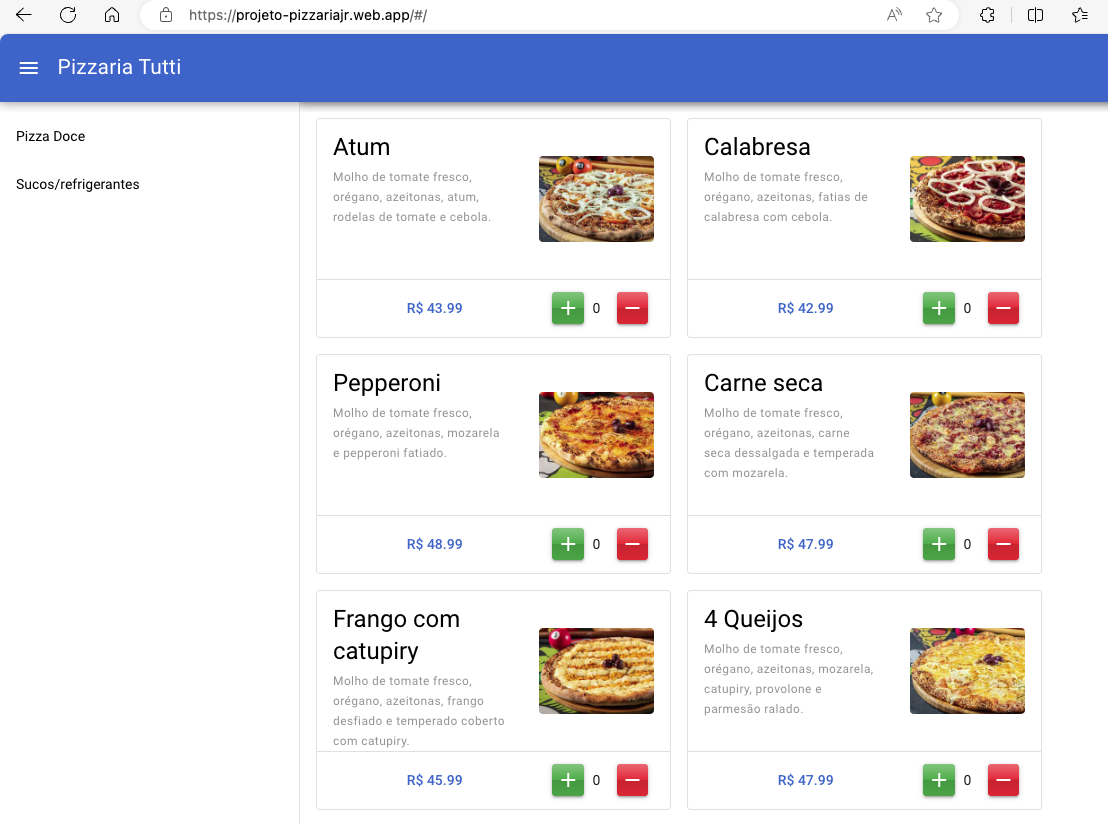 https://projeto-pizzariajr.web.app/#/
Pizzaria Tutti
Pizza Doce
Sucos/refrigerantes
Atum
Molho de tomate fresco,
orégano, azeitonas, atum,
rodelas de tomate e cebola.
R$ 43.99
0
Calabresa
Molho de tomate fresco,
orégano, azeitonas, fatias de
calabresa com cebola.
R$ 42.99
0
Pepperoni
Molho de tomate fresco,
orégano, azeitonas, mozarela
e pepperoni fatiado.
R$ 48.99
0
Carne seca
Molho de tomate fresco,
orégano, azeitonas, carne
seca dessalgada e temperada
com mozarela.
R$ 47.99
0
Frango com
catupiry
Molho de tomate fresco,
orégano, azeitonas, frango
desfiado e temperado coberto
com catupiry.
R$ 45.99
0
4 Queijos
Molho de tomate fresco,
orégano, azeitonas, mozarela,
catupiry, provolone e
parmesão ralado.
R$ 47.99
0